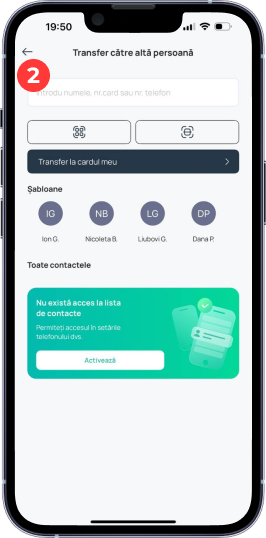 19:50
Transfer către altă persoană
2
Introdu numele, nr.card sau nr. telefon
Transfer la cardul meu
Șabloane
IG
NB
LG
DP
Ion G.
Nicoleta B.
Liubovi G.
Dana P.
Toate contactele
Nu există acces la lista
de contacte
Permiteți accesul în setările
telefonului dvs.
Activează